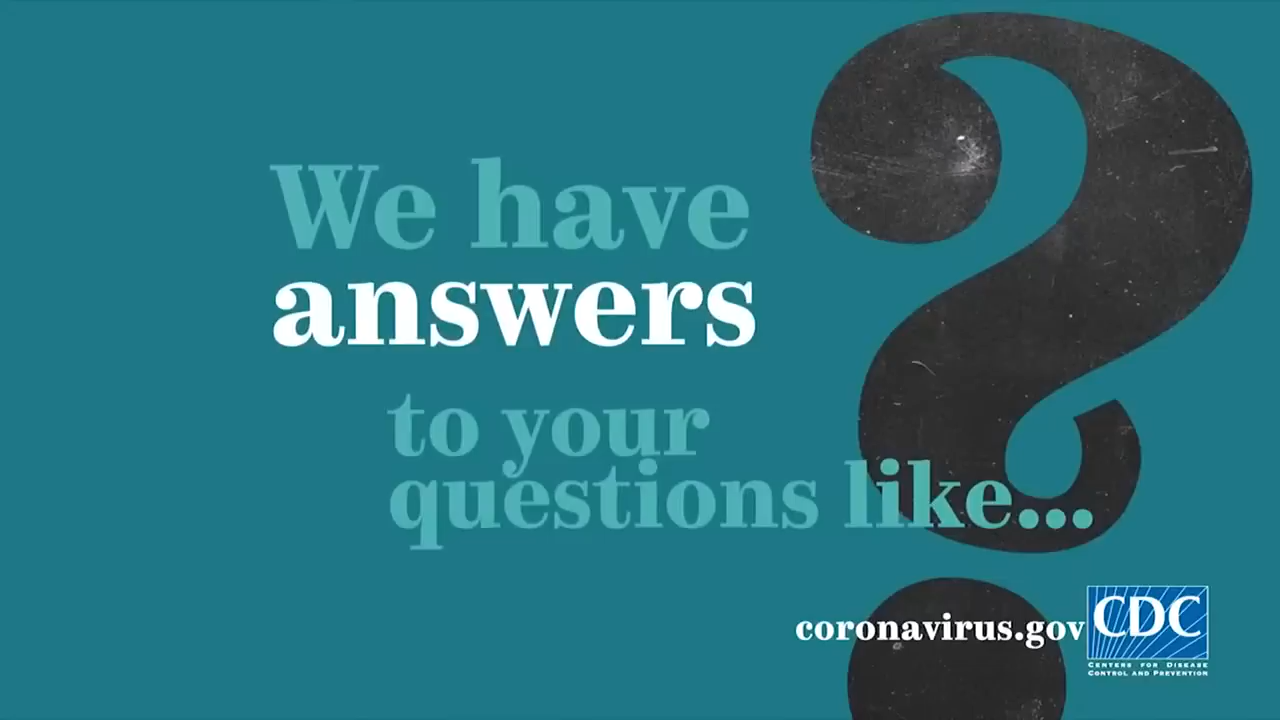 We have
answers
to your
questions like...
coronavirus.gov
CDC
CENTERS FOR DISEASE
CONTROL AND PREVENTION